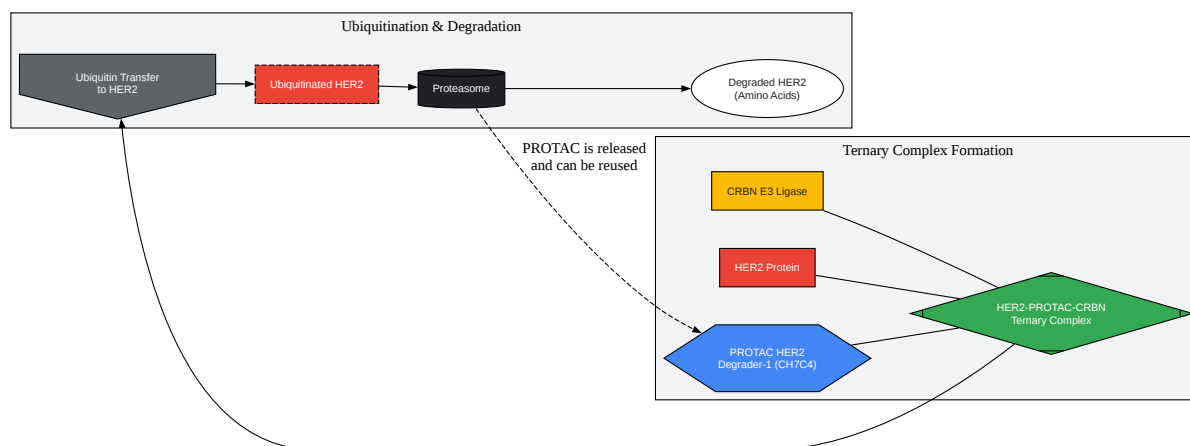 Ubiquitination & Degradation
Ubiquitin Transfer
to HER2
Ubiquitinated HER2
Proteasome
Degraded HER2
(Amino Acids)
PROTAC is released
and can be reused
Ternary Complex Formation
CRBN E3 Ligase
HER2 Protein
HER2-PROTAC-CRBN
Ternary Complex
PROTAC HER2
Degrader-1 (CH7C4)